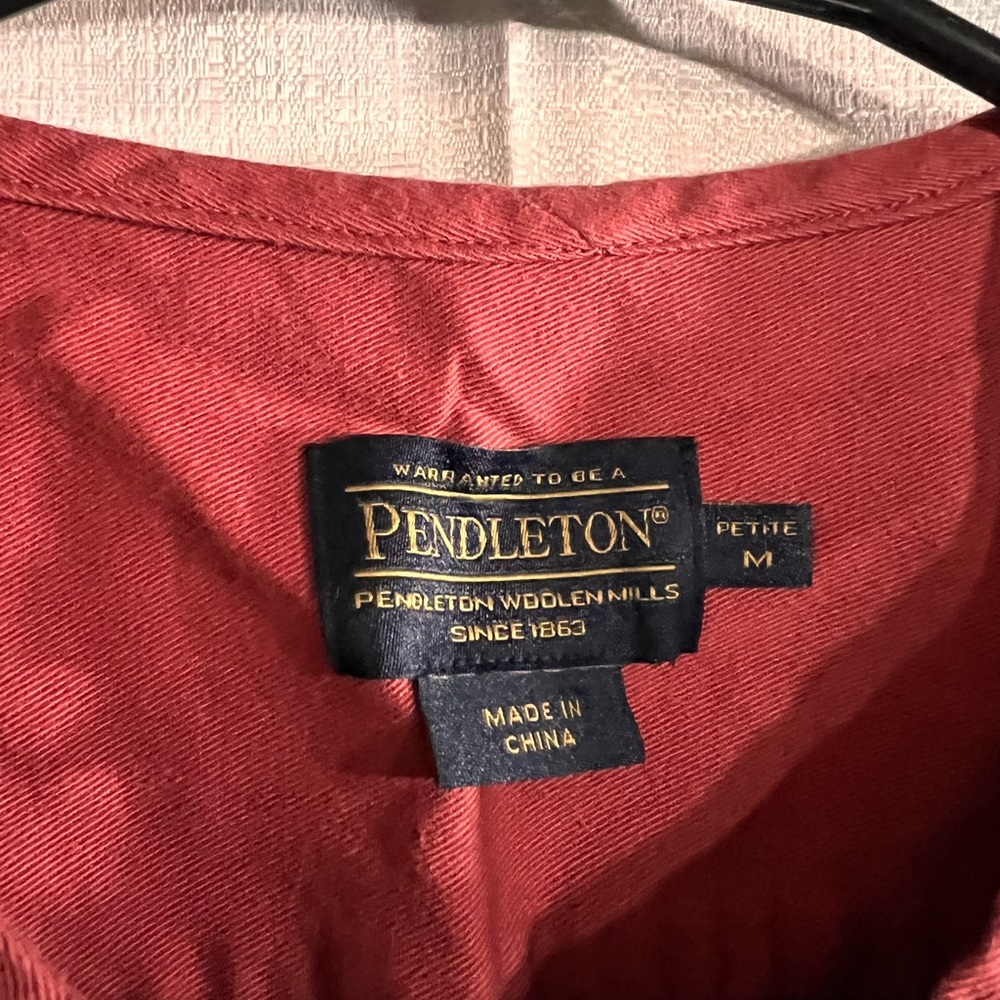 WARRANTED TO BE A
PENDLETON®
PENDLETON WOOLEN MILLS
SINCE 1863
PETITE
M
MADE IN
CHINA